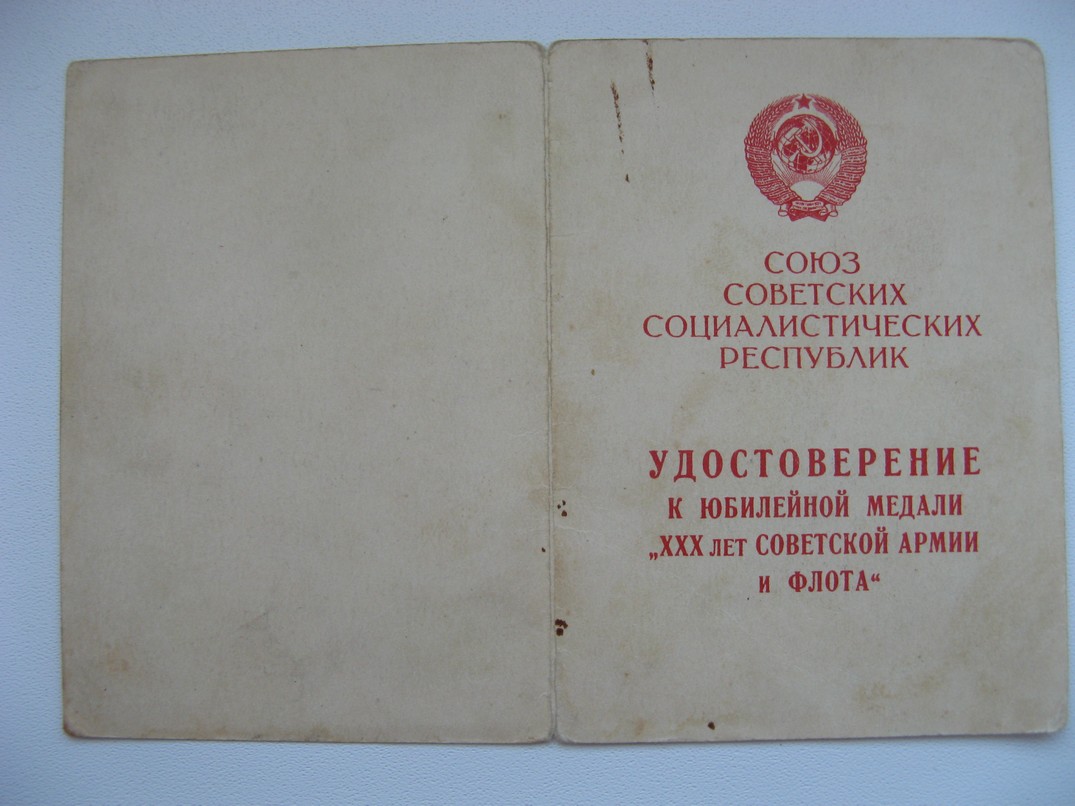 СОЮЗ
СОВЕТСКИХ
СОЦИАЛИСТИЧЕСКИХ
РЕСПУБЛИК
УДОСТОВЕРЕНИЕ
К ЮБИЛЕЙНОЙ МЕДАЛИ
„XXX ЛЕТ СОВЕТСКОЙ АРМИИ
И ФЛОТА“